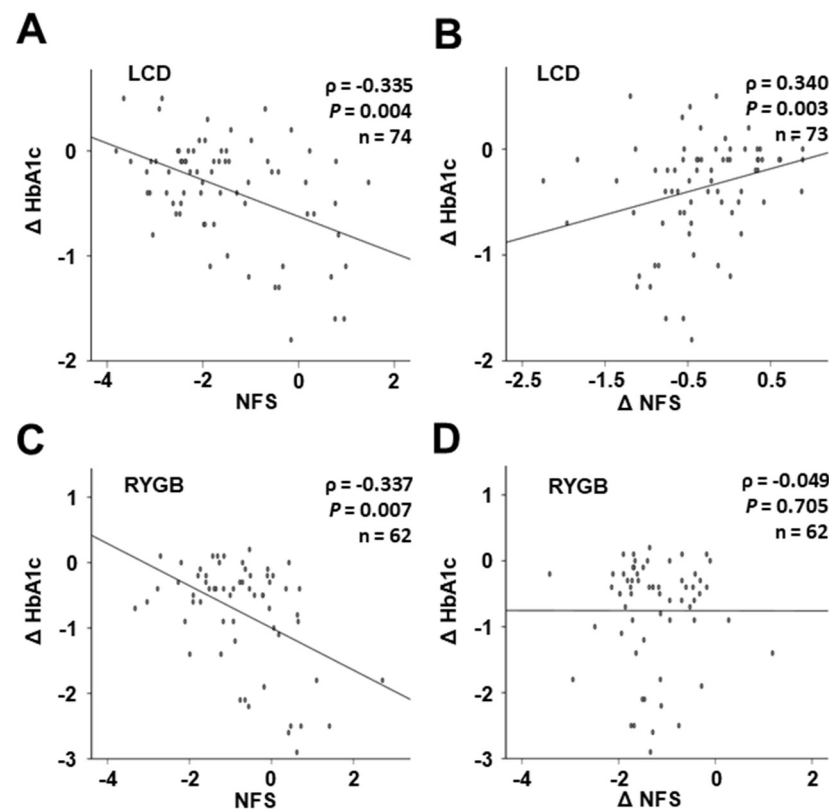 A
LCD
ρ = -0.335
P = 0.004
n = 74
Δ HbA1c
0
-1
-2
-4
-2
0
2
NFS
B
LCD
ρ = 0.340
P = 0.003
n = 73
Δ HbA1c
0
-1
-2
-2.5
-1.5
-0.5
0.5
Δ NFS
C
RYGB
ρ = -0.337
P = 0.007
n = 62
Δ HbA1c
1
0
-1
-2
-3
-4
-2
0
2
NFS
D
RYGB
ρ = -0.049
P = 0.705
n = 62
Δ HbA1c
1
0
-1
-2
-3
-4
-2
0
2
Δ NFS